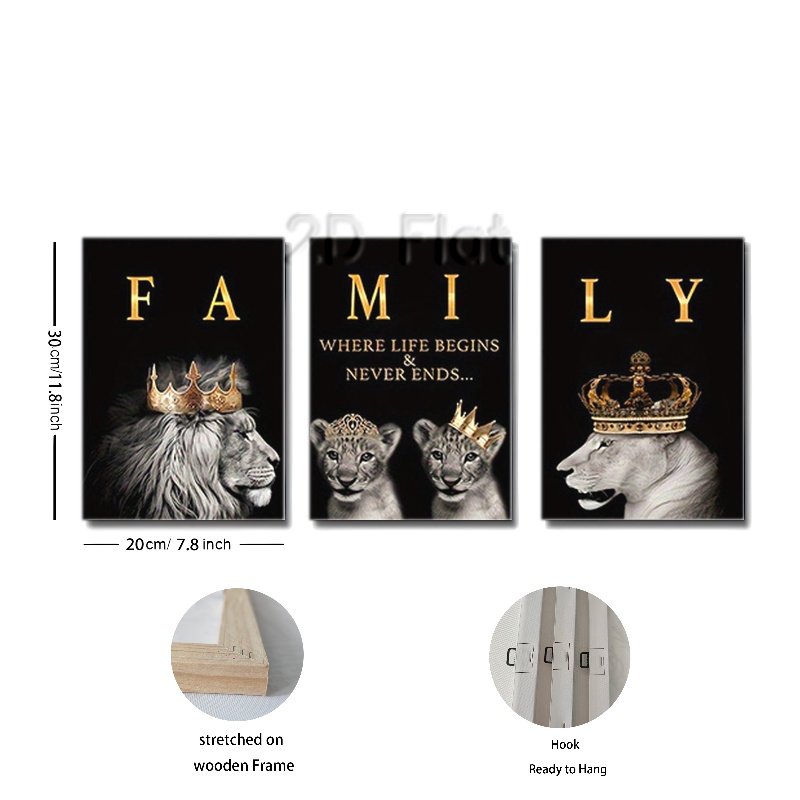 2D Flat
F A
M I
L Y
WHERE LIFE BEGINS
&
NEVER ENDS...
30cm/11.8inch
20cm/ 7.8 inch
stretched on
wooden Frame
Hook
Ready to Hang